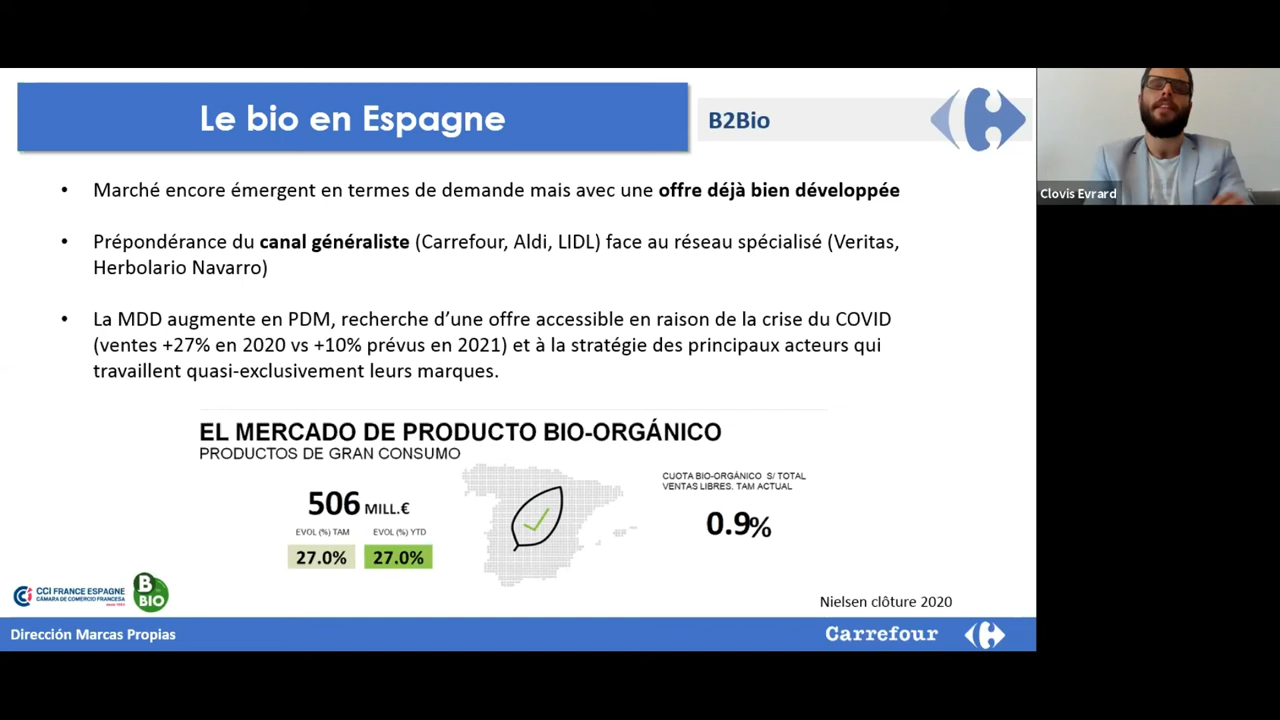 Le bio en Espagne
B2Bio
Clovis Evrard
• Marché encore émergent en termes de demande mais avec une offre déjà bien développée
• Prépondérance du canal généraliste (Carrefour, Aldi, LIDL) face au réseau spécialisé (Veritas,
Herbolario Navarro)
• La MDD augmente en PDM, recherche d'une offre accessible en raison de la crise du COVID
(ventes +27% en 2020 vs +10% prévus en 2021) et à la stratégie des principaux acteurs qui
travaillent quasi-exclusivement leurs marques.
EL MERCADO DE PRODUCTO BIO-ORGÁNICO
PRODUCTOS DE GRAN CONSUMO
506 MILL.€
EVOL (%) TAM
EVOL (%) YTD
27.0%
27.0%
CUOTA BIO-ORGÁNICO S/ TOTAL
VENTAS LIBRES. TAM ACTUAL
0.9%
CCI FRANCE ESPAGNE
CÁMARA DE COMERCIO FRANCESA
B
BIO
Nielsen clôture 2020
Dirección Marcas Propias
Carrefour